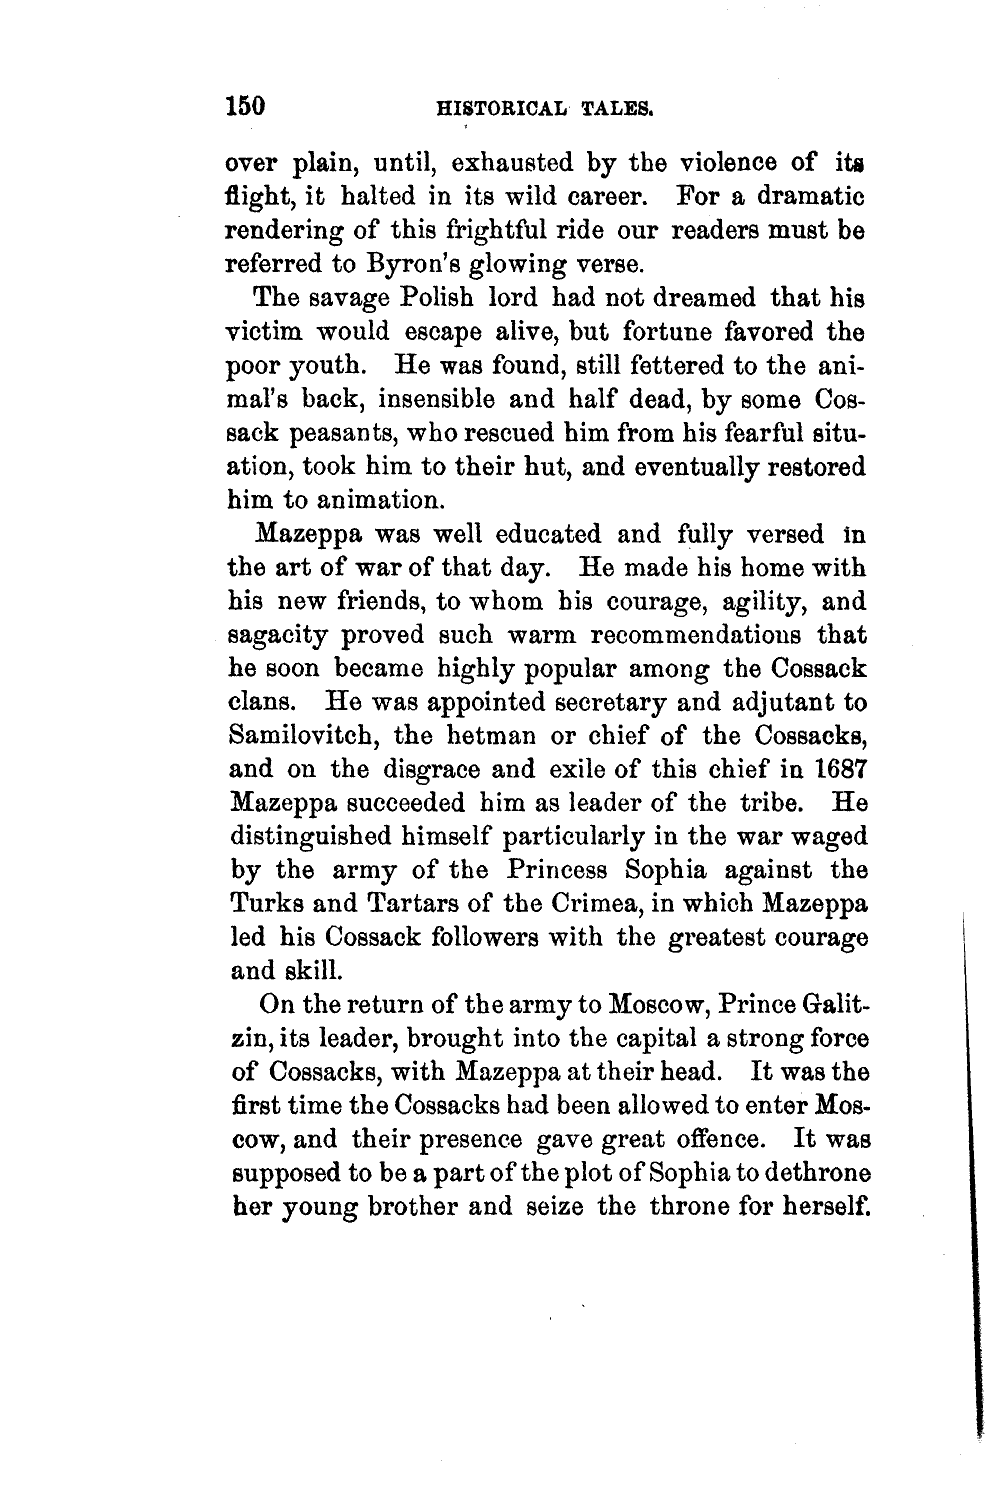 150 HISTORICAL TALES.
over plain, until, exhausted by the violence of its
flight, it halted in its wild career. For a dramatic
rendering of this frightful ride our readers must be
referred to Byron's glowing verse.
The savage Polish lord had not dreamed that his
victim would escape alive, but fortune favored the
poor youth. He was found, still fettered to the ani-
mal's back, insensible and half dead, by some Cos-
sack peasants, who rescued him from his fearful situ-
ation, took him to their hut, and eventually restored
him to animation.
Mazeppa was well educated and fully versed in
the art of war of that day. He made his home with
his new friends, to whom his courage, agility, and
sagacity proved such warm recommendations that
he soon became highly popular among the Cossack
clans. He was appointed secretary and adjutant to
Samilovitch, the hetman or chief of the Cossacks,
and on the disgrace and exile of this chief in 1687
Mazeppa succeeded him as leader of the tribe. He
distinguished himself particularly in the war waged
by the army of the Princess Sophia against the
Turks and Tartars of the Crimea, in which Mazeppa
led his Cossack followers with the greatest courage
and skill.
On the return of the army to Moscow, Prince Galit-
zin, its leader, brought into the capital a strong force
of Cossacks, with Mazeppa at their head. It was the
first time the Cossacks had been allowed to enter Mos-
cow, and their presence gave great offence. It was
supposed to be a part of the plot of Sophia to dethrone
her young brother and seize the throne for herself.